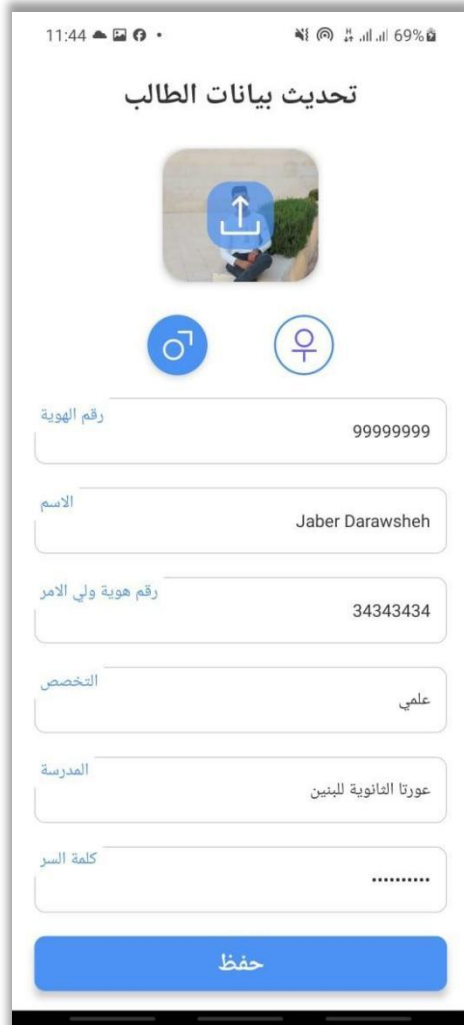 11:44
69%
تحديث بيانات الطالب
رقم الهوية
99999999
الاسم
Jaber Darawsheh
رقم هوية ولي الامر
34343434
التخصص
علمي
المدرسة
عورتا الثانوية للبنين
كلمة السر
••••••••••
حفظ